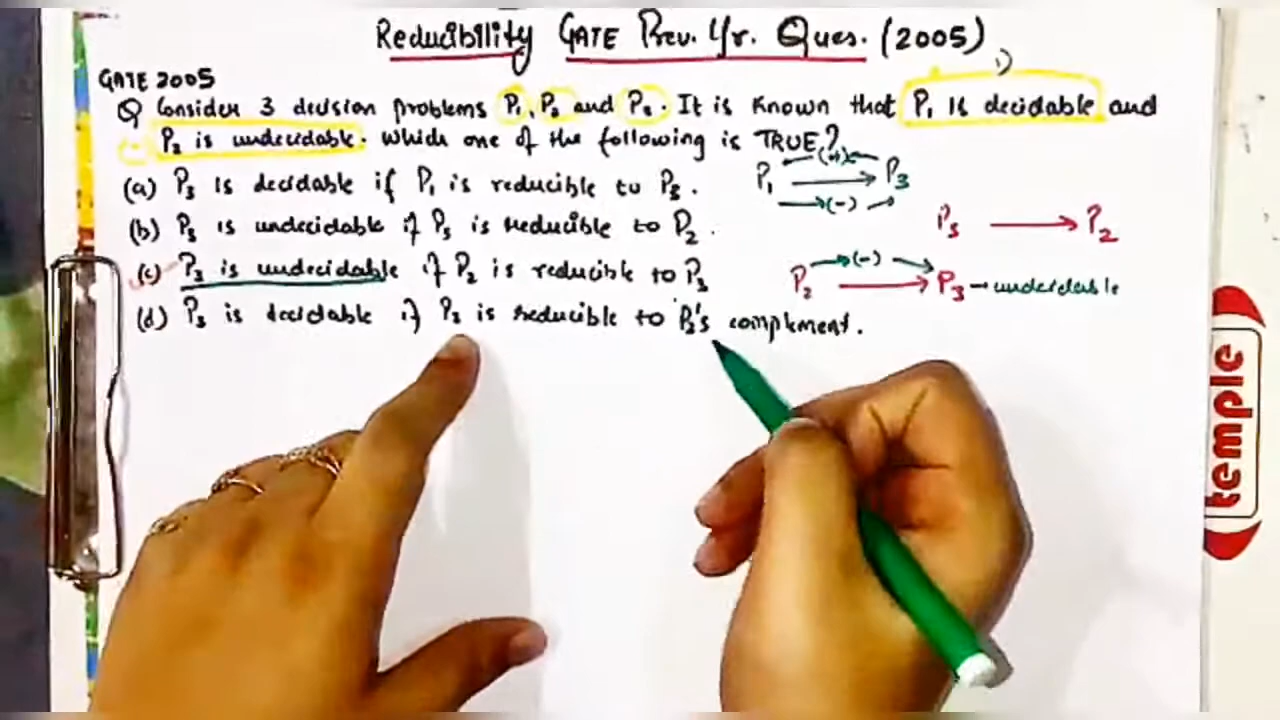 Reducibility GATE Prev. Yr. Ques. (2005)
1)
GATE 2005
Q Consider 3 decision problems P1, P2 and P3. It is known that P1 is decidable and
P2 is undecidable. Which one of the following is TRUE?
(a) P3 is decidable if P1 is reducible to P3.
P1 (+) (-) P3
(b) P3 is undecidable if P3 is reducible to P2.
P3 → P2
(c) P3 is undecidable if P2 is reducible to P3
P2 (-) → P3 - undecidable
(d) P3 is decidable if P3 is reducible to P2's complement.
temple